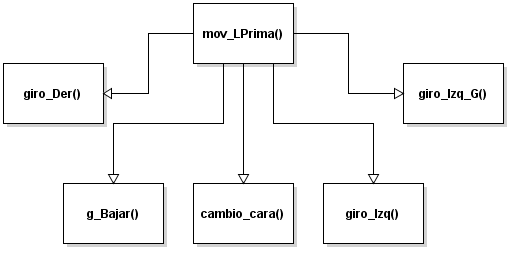 mov_LPrima()
giro_Der()
giro_Izq_G()
g_Bajar()
cambio_cara()
giro_Izq()